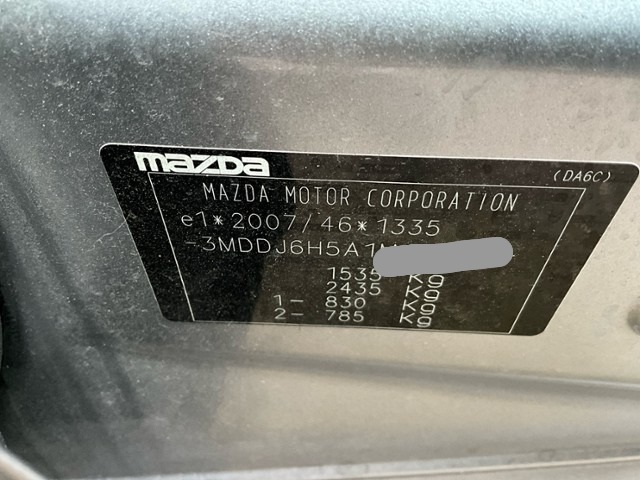 mazda
(DA6C)
MAZDA MOTOR CORPORATION
e1*2007/46*1335
-3MDDJ6H5A1M
1535 Kg
2435 Kg
1- 830 Kg
2- 785 Kg